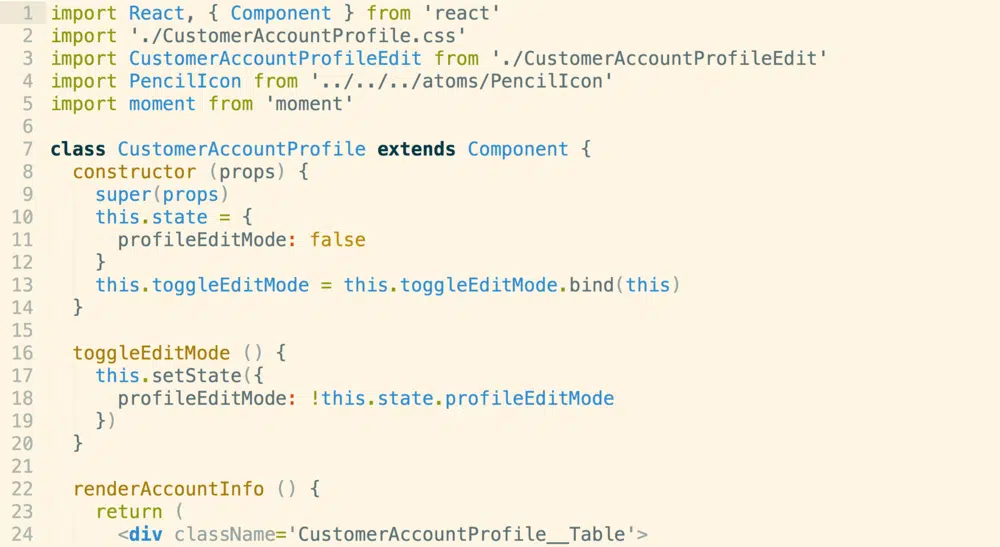 1 import React, { Component } from 'react'
2 import './CustomerAccountProfile.css'
3 import CustomerAccountProfileEdit from './CustomerAccountProfileEdit'
4 import PencilIcon from '../../../atoms/PencilIcon'
5 import moment from 'moment'
6
7 class CustomerAccountProfile extends Component {
8   constructor (props) {
9     super(props)
10     this.state = {
11       profileEditMode: false
12     }
13     this.toggleEditMode = this.toggleEditMode.bind(this)
14   }
15
16   toggleEditMode () {
17     this.setState({
18       profileEditMode: !this.state.profileEditMode
19     })
20   }
21
22   renderAccountInfo () {
23     return (
24       <div className='CustomerAccountProfile__Table'>